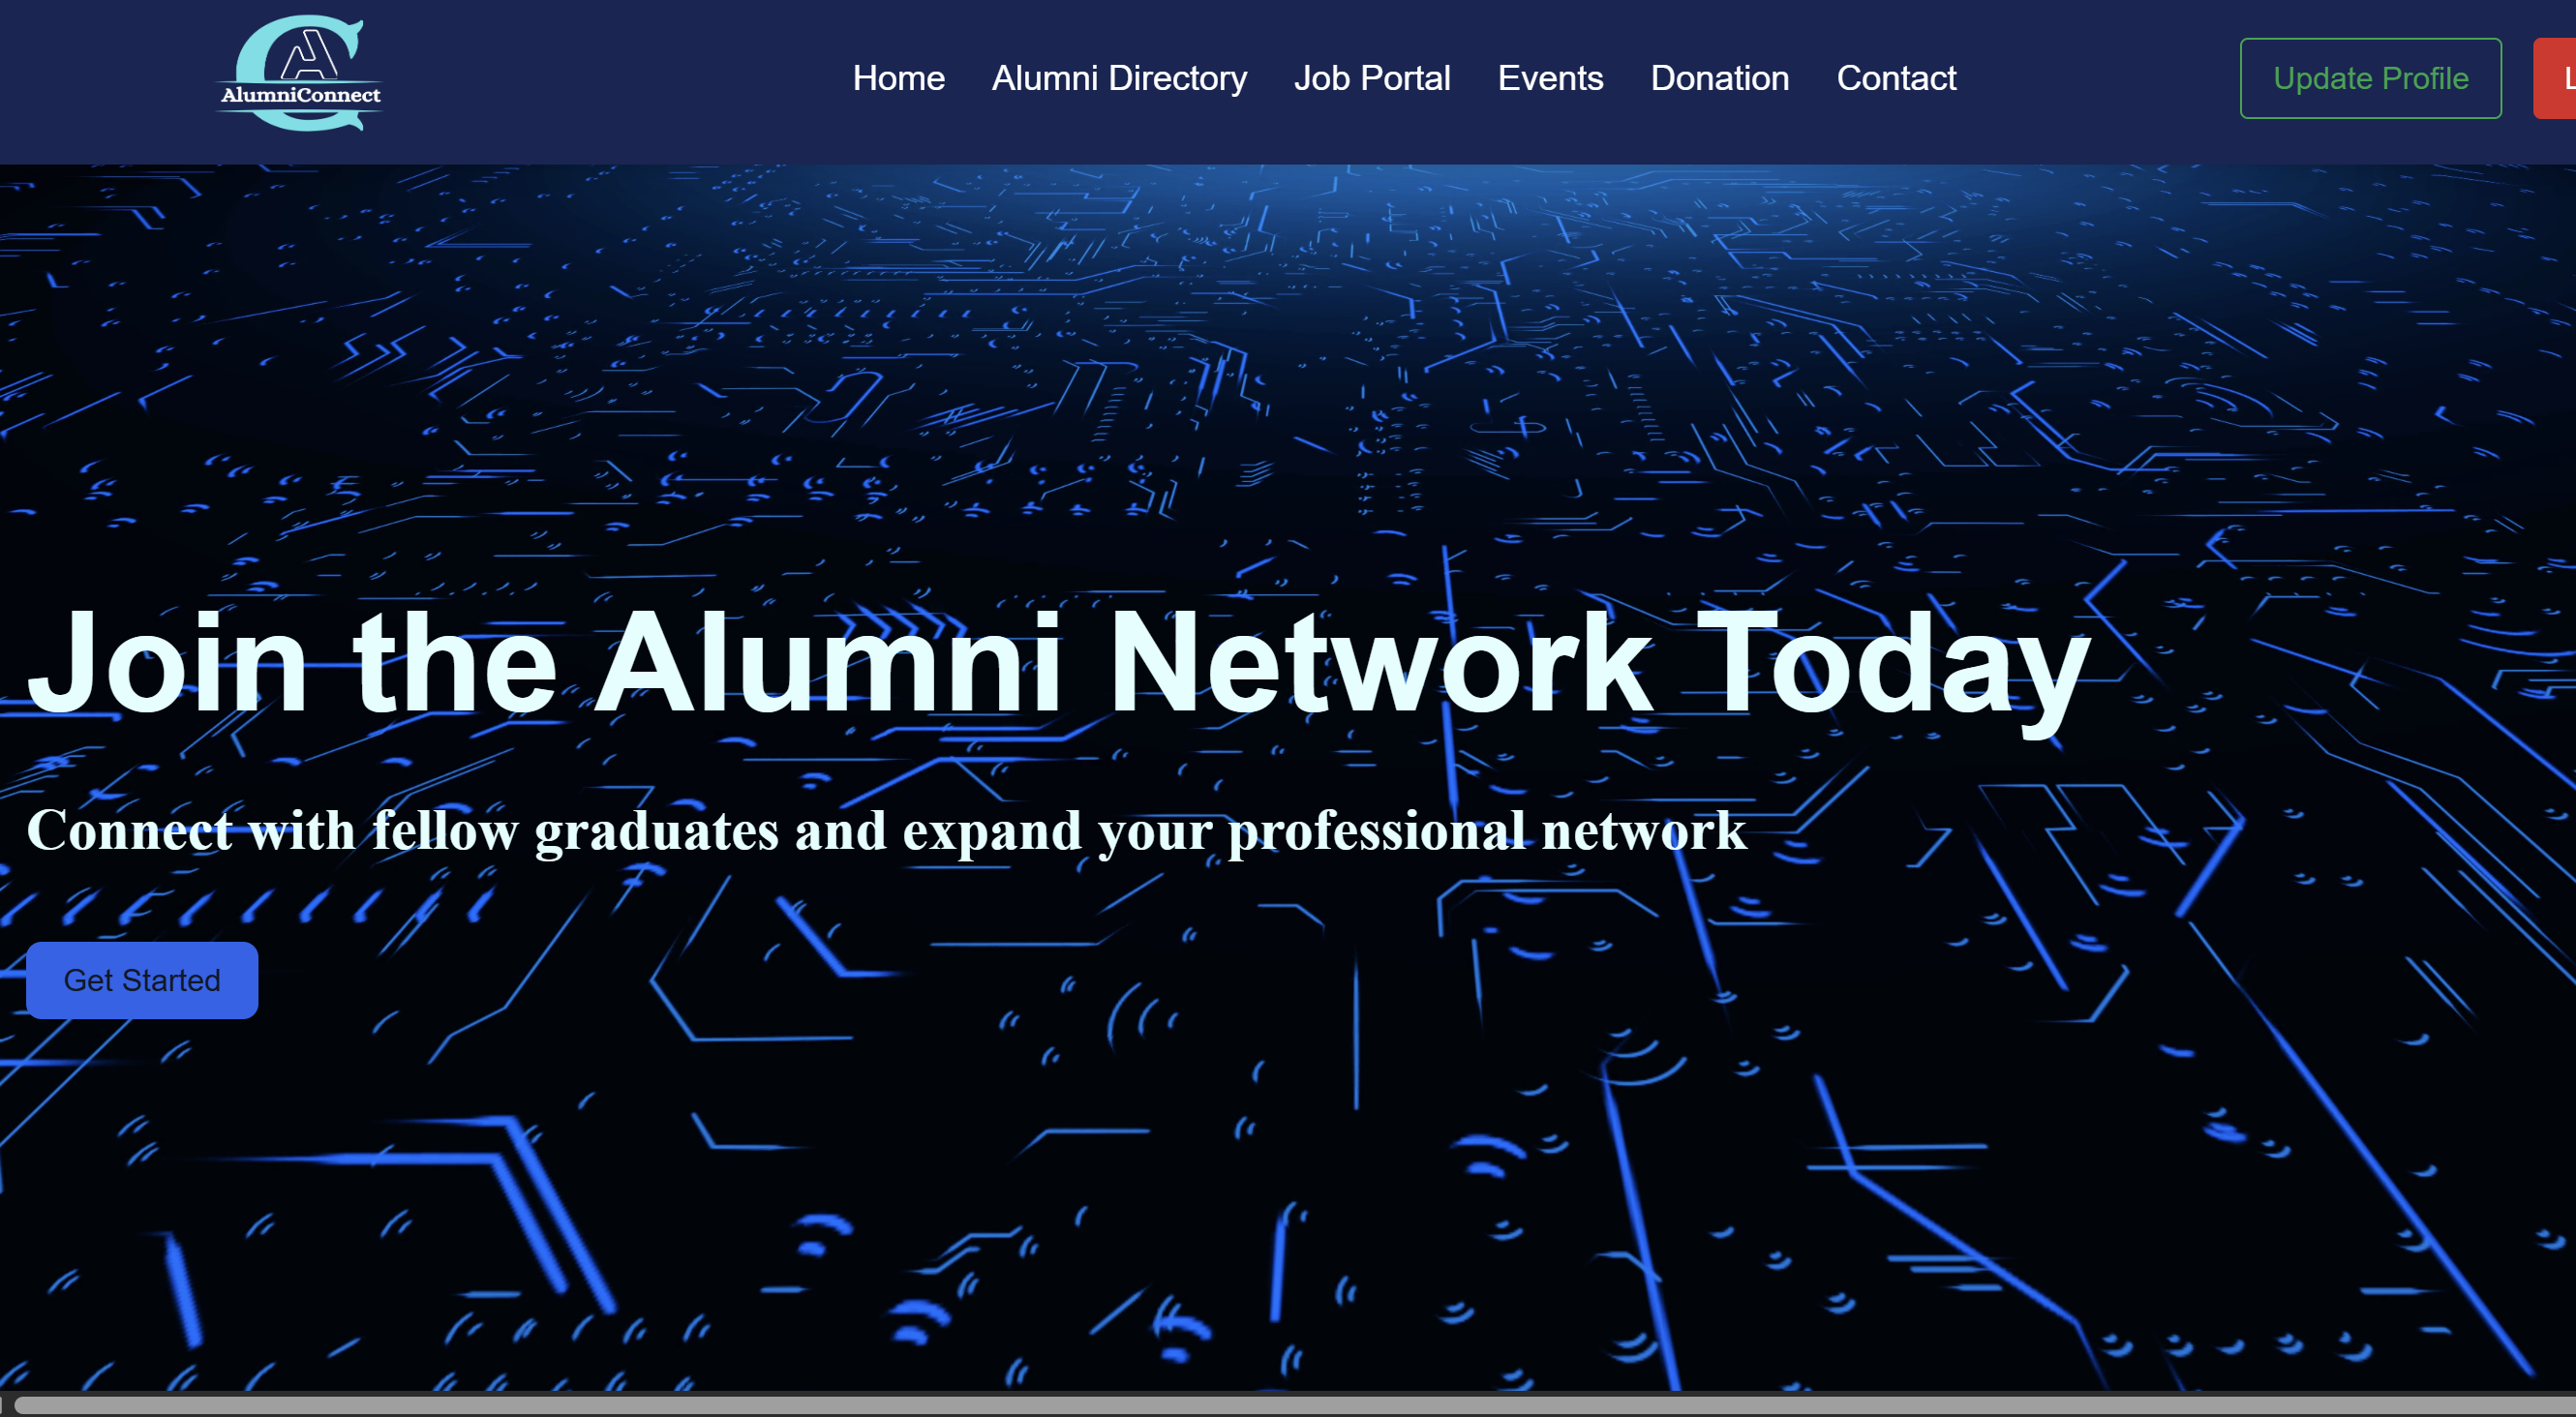 AlumniConnect
Home Alumni Directory Job Portal Events Donation Contact Update Profile L
Join the Alumni Network Today
Connect with fellow graduates and expand your professional network
Get Started